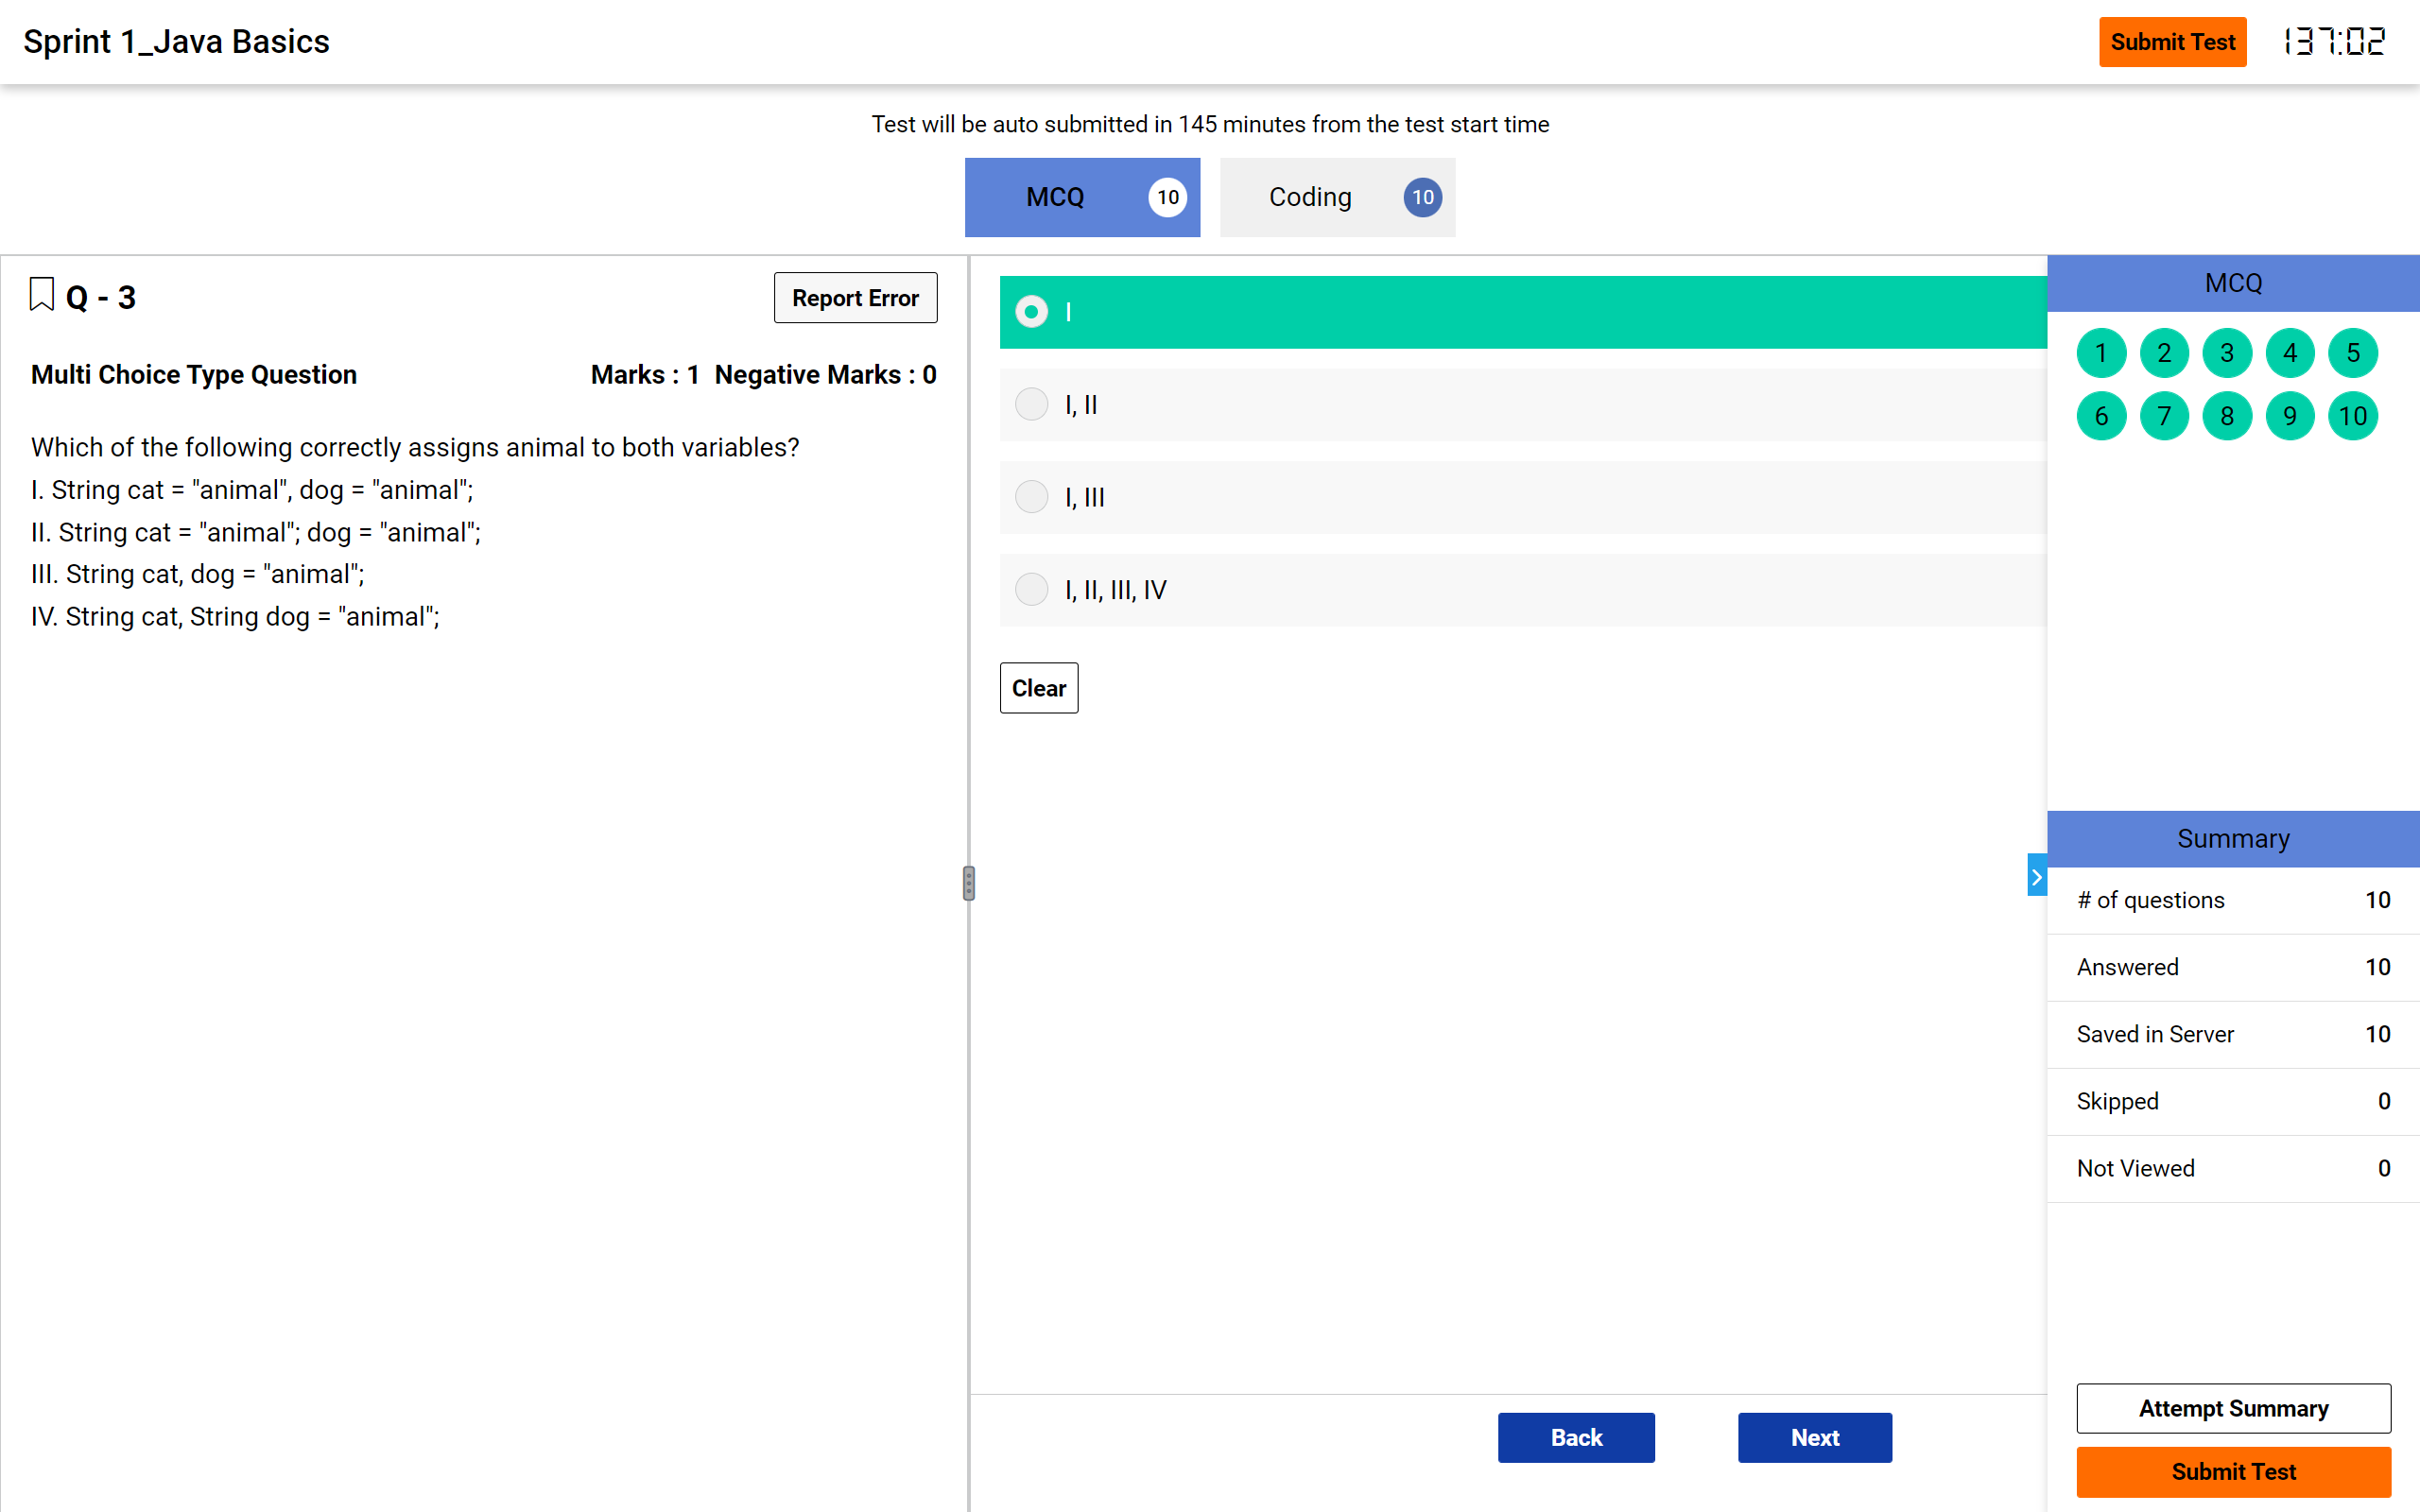 Sprint 1_Java Basics
Submit Test
137:02
Test will be auto submitted in 145 minutes from the test start time
MCQ 10
Coding 10
Q - 3
Report Error
Multi Choice Type Question
Marks : 1 Negative Marks : 0
Which of the following correctly assigns animal to both variables?
I. String cat = "animal", dog = "animal";
II. String cat = "animal"; dog = "animal";
III. String cat, dog = "animal";
IV. String cat, String dog = "animal";
I
I, II
I, III
I, II, III, IV
Clear
Back
Next
MCQ
1 2 3 4 5
6 7 8 9 10
Summary
# of questions 10
Answered 10
Saved in Server 10
Skipped 0
Not Viewed 0
Attempt Summary
Submit Test